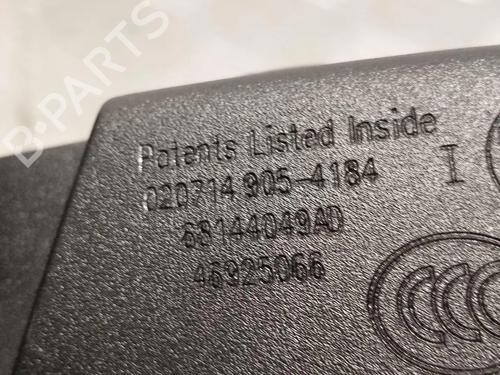 B-PARTS
Patents Listed Inside
020714 905-4184
I
68144049AD
46925066